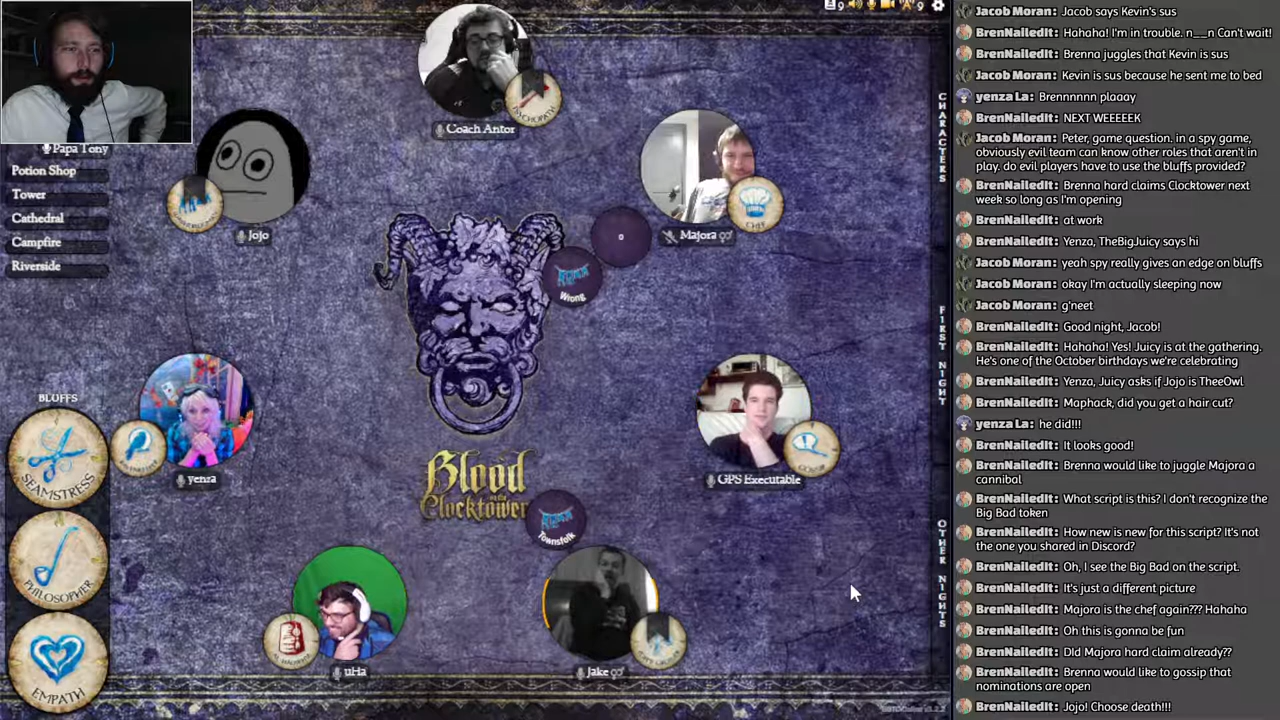 9
9
Papa Tony
Potion Shop
Tower
Cathedral
Campfire
Riverside
Coach Antor
PSYCHOPATH
Jojo
Majora
CHEF
0
Wrong
yenza
GPS Executable
Blood
on the
Clocktower
Townsfolk
uHa
Jake
BLUFFS
SEAMSTRESS
PHILOSOPHER
EMPATH
CHARACTERS
FIRST NIGHT
OTHER NIGHTS
Jacob Moran: Jacob says Kevin's sus
BrenNailedIt: Hahaha! I'm in trouble. n__n Can't wait!
BrenNailedIt: Brenna juggles that Kevin is sus
Jacob Moran: Kevin is sus because he sent me to bed
yenza La: Brennnnnn plaaay
BrenNailedIt: NEXT WEEEEEK
Jacob Moran: Peter, game question in a spy game,
obviously evil team can know other roles that aren't in
play. do evil players have to use the bluffs provided?
BrenNailedIt: Brenna hard claims Clocktower next
week so long as I'm opening
BrenNailedIt: at work
BrenNailedIt: Yenzo, TheBigJuicy says hi
Jacob Moran: yeah spy really gives an edge on bluffs
Jacob Moran: okay I'm actually sleeping now
Jacob Moran: g'neet
BrenNailedIt: Good night, Jacob!
BrenNailedIt: Hahaha! Yes! Juicy is at the gathering.
He's one of the October birthdays we're celebrating
BrenNailedIt: Yenza, Juicy asks if JoJo is TheeOwl
BrenNailedIt: Maphack, did you get a hair cut?
yenza La: he did!!!
BrenNailedIt: It looks good!
BrenNailedIt: Brenna would like to juggle Majora a
cannibal
BrenNailedIt: What script is this? I don't recognize the
Big Bad token
BrenNailedIt: How new is new for this script? It's not
the one you shared in Discord?
BrenNailedIt: Oh, I see the Big Bad on the script.
BrenNailedIt: It's just a different picture
BrenNailedIt: Majora is the chef again??? Hahaha
BrenNailedIt: Oh this is gonna be fun
BrenNailedIt: DId Majora hard claim already??
BrenNailedIt: Brenna would like to gossip that
nominations are open
BrenNailedIt: Jojo! Choose death!!!